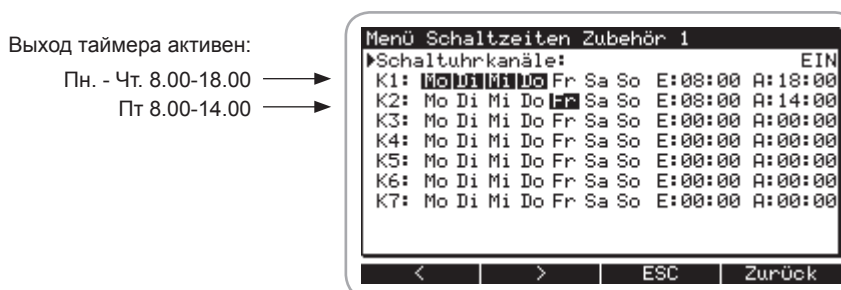 Выход таймера активен:
Пн. - Чт. 8.00-18.00
Пт 8.00-14.00
Menü Schaltzeiten Zubehör 1
Schaltuhrkanäle: EIN
K1: Mo Di Mi Do Fr Sa So E:08:00 A:18:00
K2: Mo Di Mi Do Fr Sa So E:08:00 A:14:00
K3: Mo Di Mi Do Fr Sa So E:00:00 A:00:00
K4: Mo Di Mi Do Fr Sa So E:00:00 A:00:00
K5: Mo Di Mi Do Fr Sa So E:00:00 A:00:00
K6: Mo Di Mi Do Fr Sa So E:00:00 A:00:00
K7: Mo Di Mi Do Fr Sa So E:00:00 A:00:00
< > ESC Zurück